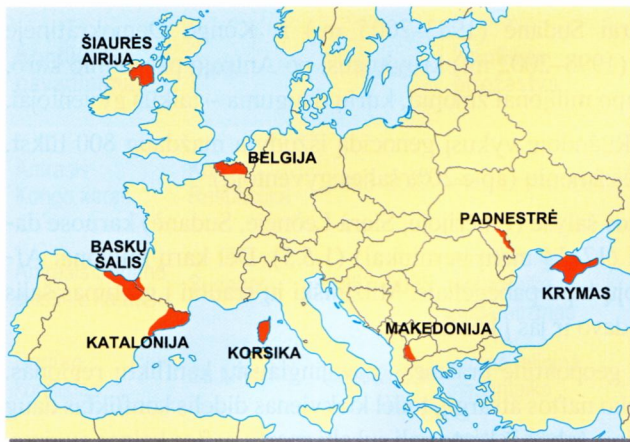 ŠIAURĖS
AIRIJA
BELGIJA
PADNESTRĖ
BASKŲ
ŠALIS
KRYMAS
KATALONIJA
KORSIKA
MAKEDONIJA